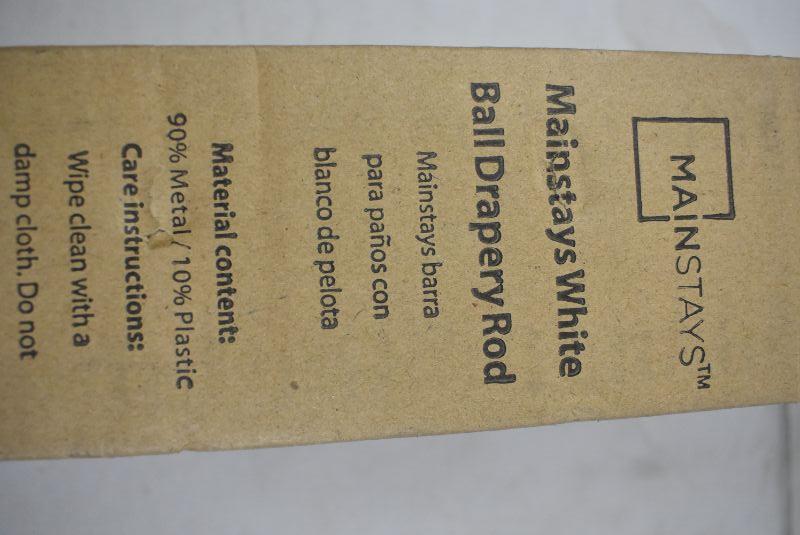 MAINSTAYS™
Mainstays White
Ball Drapery Rod
Mainstays barra
para paños con
blanco de pelota
Material content:
90% Metal / 10% Plastic
Care instructions:
Wipe clean with a
damp cloth. Do not